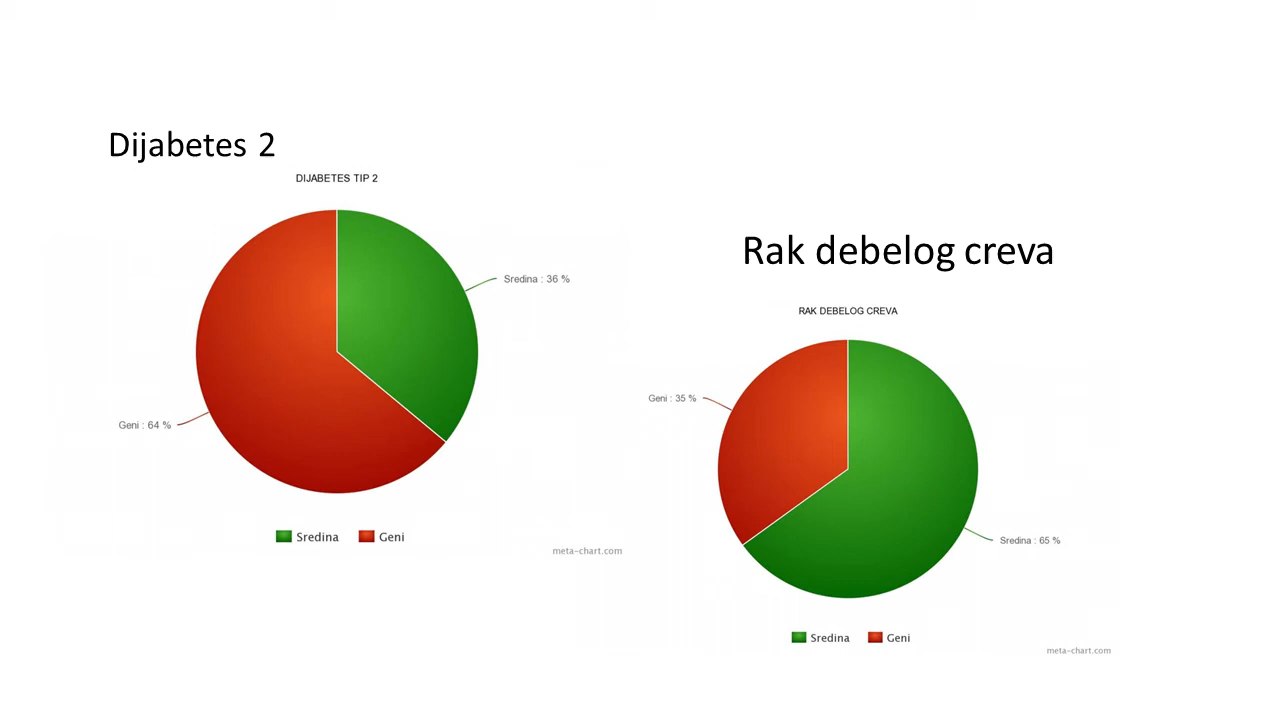 Dijabetes 2
DIJABETES TIP 2
Sredina : 36 %
Geni : 64 %
Sredina Geni
meta-chart.com
Rak debelog creva
RAK DEBELOG CREVA
Geni : 35 %
Sredina : 65 %
Sredina Geni
meta-chart.com